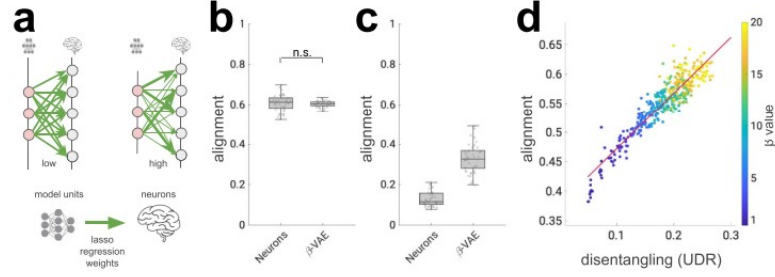 a
low
high
model units
neurons
lasso
regression
weights
b
alignment
1
0.8
0.6
0.4
0.2
0
n.s.
Neurons
β-VAE
c
alignment
1
0.8
0.6
0.4
0.2
0
Neurons
β-VAE
d
alignment
0.65
0.6
0.55
0.5
0.45
0.4
0.35
0.1
0.2
0.3
disentangling (UDR)
20
15
10
5
1
β value